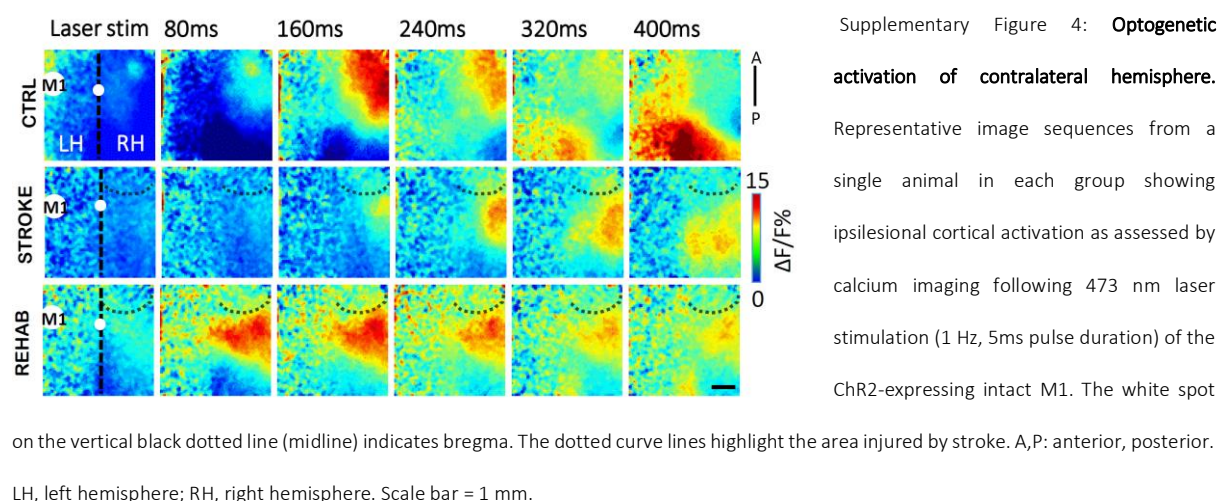 Laser stim 80ms 160ms 240ms 320ms 400ms
CTRL
M1
LH RH
A
P
STROKE
M1
15
ΔF/F%
0
REHAB
M1
Supplementary Figure 4: Optogenetic
activation of contralateral hemisphere.
Representative image sequences from a
single animal in each group showing
ipsilesional cortical activation as assessed by
calcium imaging following 473 nm laser
stimulation (1 Hz, 5ms pulse duration) of the
ChR2-expressing intact M1. The white spot
on the vertical black dotted line (midline) indicates bregma. The dotted curve lines highlight the area injured by stroke. A,P: anterior, posterior.
LH, left hemisphere; RH, right hemisphere. Scale bar = 1 mm.